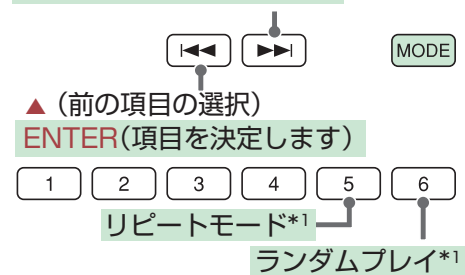 MODE
▲(前の項目の選択)
ENTER(項目を決定します)
1 2 3 4 5 6
リピートモード*1
ランダムプレイ*1